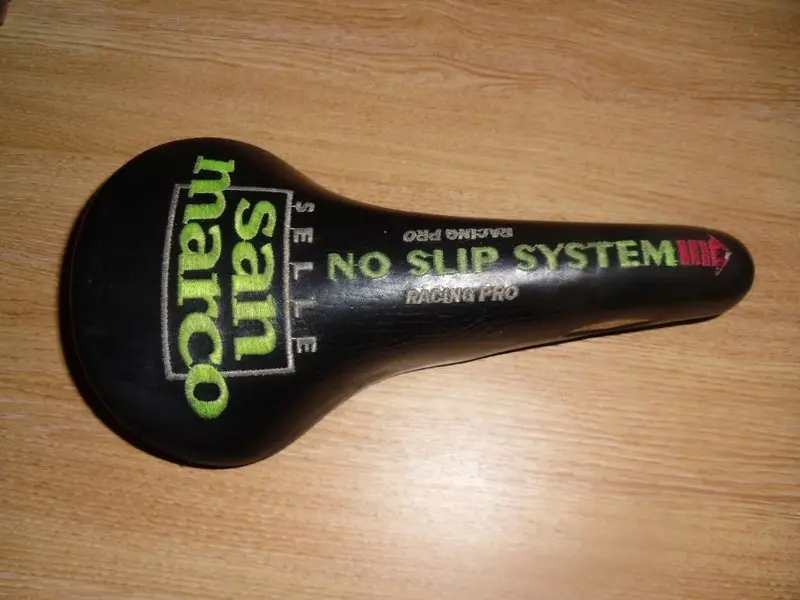 SELLE
san
marco
RACING PRO
NO SLIP SYSTEM
RACING PRO